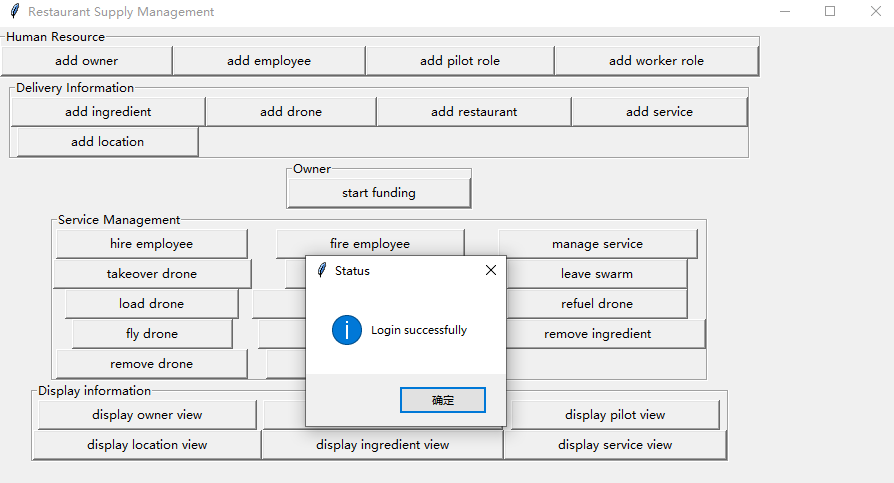 Restaurant Supply Management
Human Resource
add owner
add employee
add pilot role
add worker role
Delivery Information
add ingredient
add drone
add restaurant
add service
add location
Owner
start funding
Service Management
hire employee
fire employee
manage service
takeover drone
leave swarm
load drone
refuel drone
fly drone
remove ingredient
remove drone
Status
Login successfully
确定
Display information
display owner view
display pilot view
display location view
display ingredient view
display service view